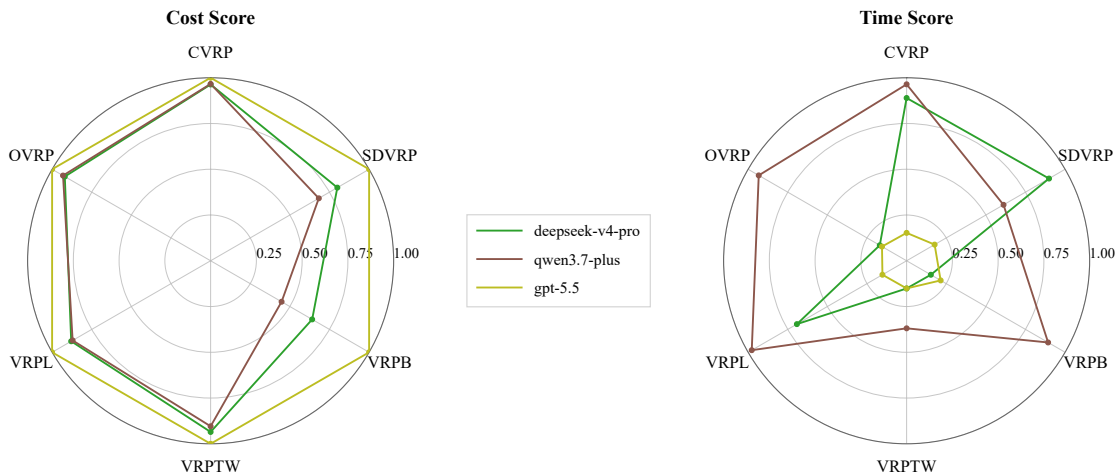 Cost Score
CVRP
OVRP
SDVRP
0.25 0.50 0.75 1.00
VRPL
VRPB
VRPTW
deepseek-v4-pro
qwen3.7-plus
gpt-5.5
Time Score
CVRP
OVRP
SDVRP
0.25 0.50 0.75 1.00
VRPL
VRPB
VRPTW